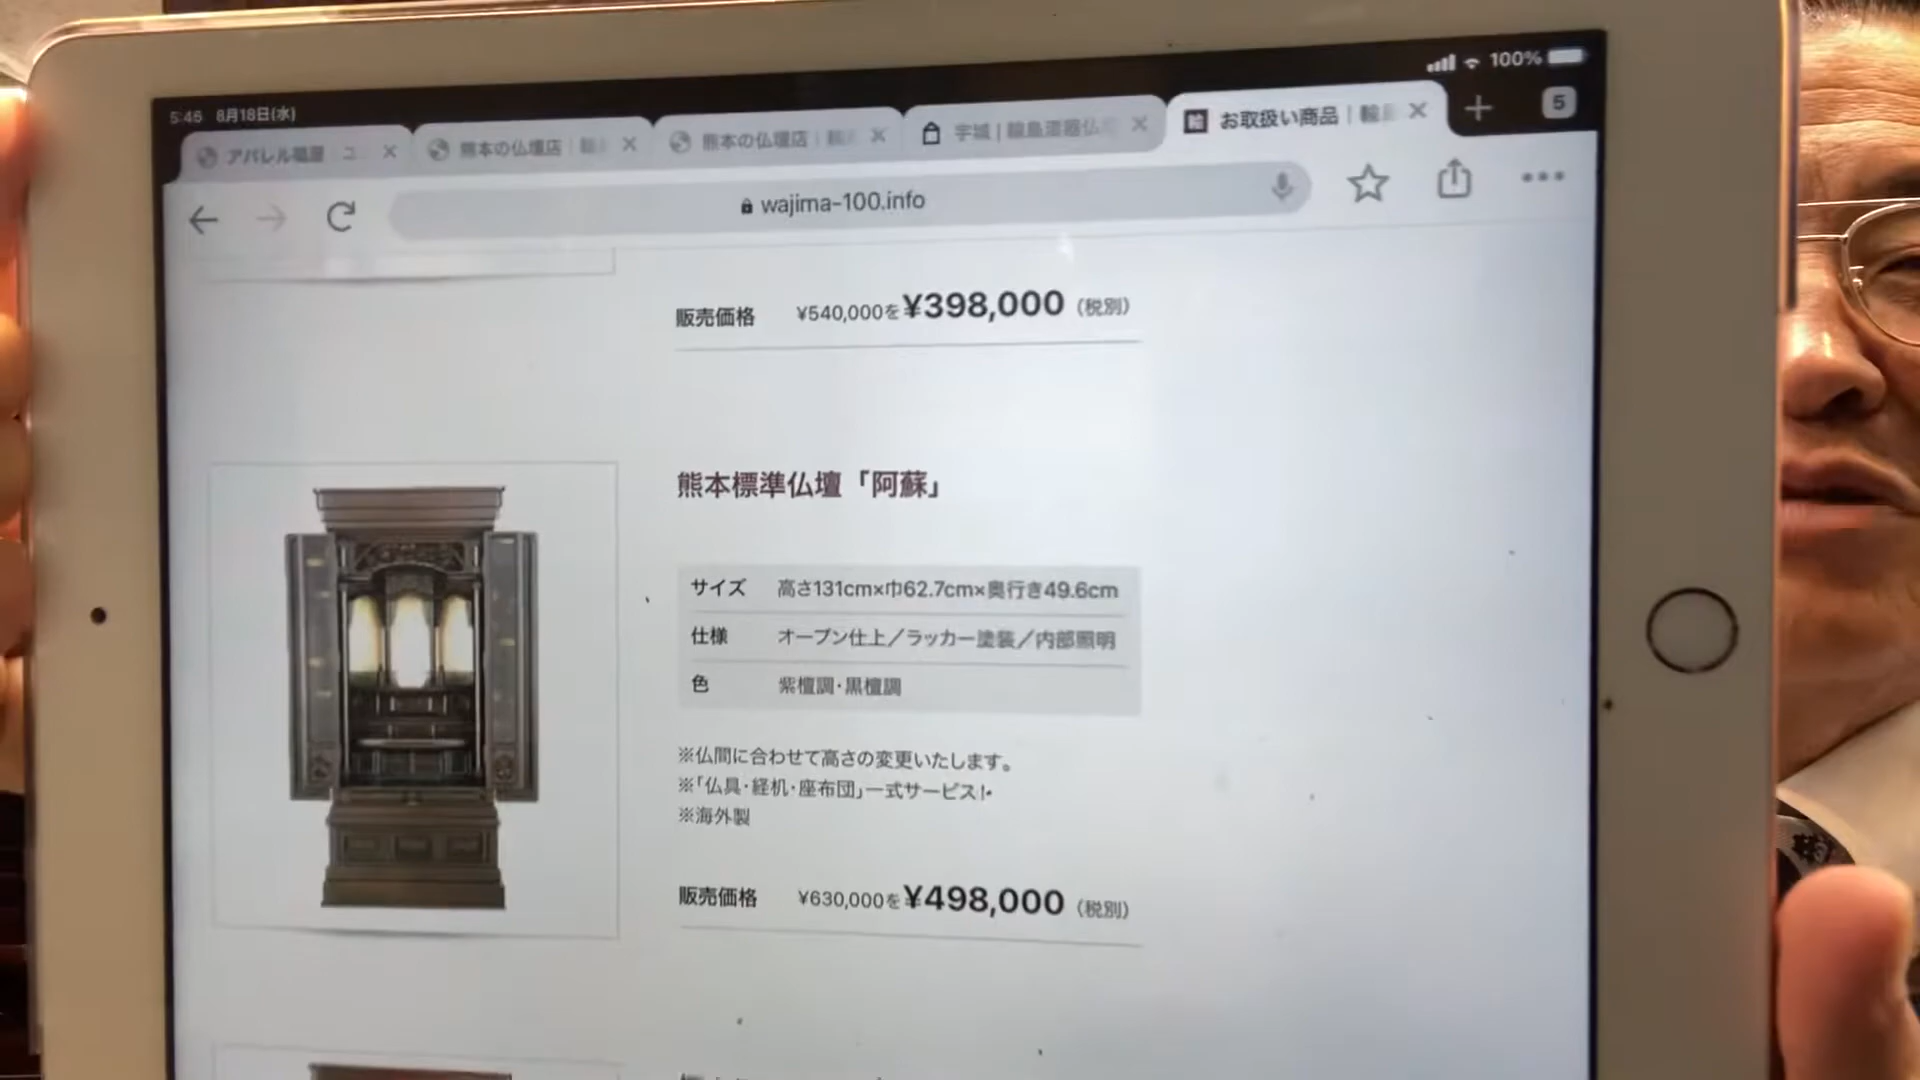 5:46 8月18日(水)
100%
アパレル
熊本の仏壇店
熊本の仏壇店
宇城 | 輪島漆器仏
お取扱い商品
5
wajima-100.info
販売価格 ¥540,000を¥398,000（税別）
熊本標準仏壇「阿蘇」
サイズ 高さ131cm×巾62.7cm×奥行き49.6cm
仕様 オープン仕上／ラッカー塗装／内部照明
色 紫檀調・黒檀調
※仏間に合わせて高さの変更いたします。
※「仏具・経机・座布団」一式サービス!
※海外製
販売価格 ¥630,000を¥498,000（税別）